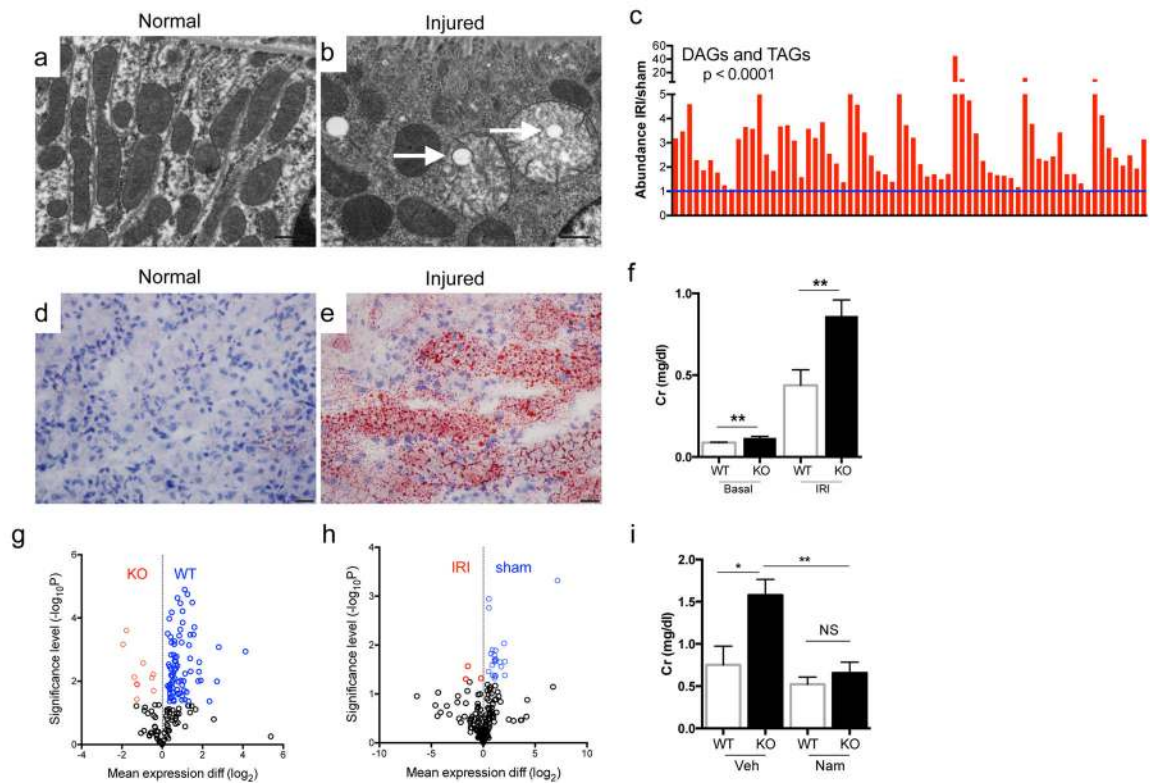 Normal
Injured
a
b
c
DAGs and TAGs
p < 0.0001
Abundance IRI/sham
60
40
20
5
4
3
2
1
0
Normal
Injured
d
e
f
Cr (mg/dl)
1.0
0.5
0.0
**
**
WT KO WT KO
Basal IRI
g
Significance level (-log10P)
6
4
2
0
KO WT
-4 -2 0 2 4 6
Mean expression diff (log2)
h
Significance level (-log10P)
4
3
2
1
0
IRI sham
-10 -5 0 5 10
Mean expression diff (log2)
i
Cr (mg/dl)
2.0
1.5
1.0
0.5
0.0
*
**
NS
WT KO WT KO
Veh Nam